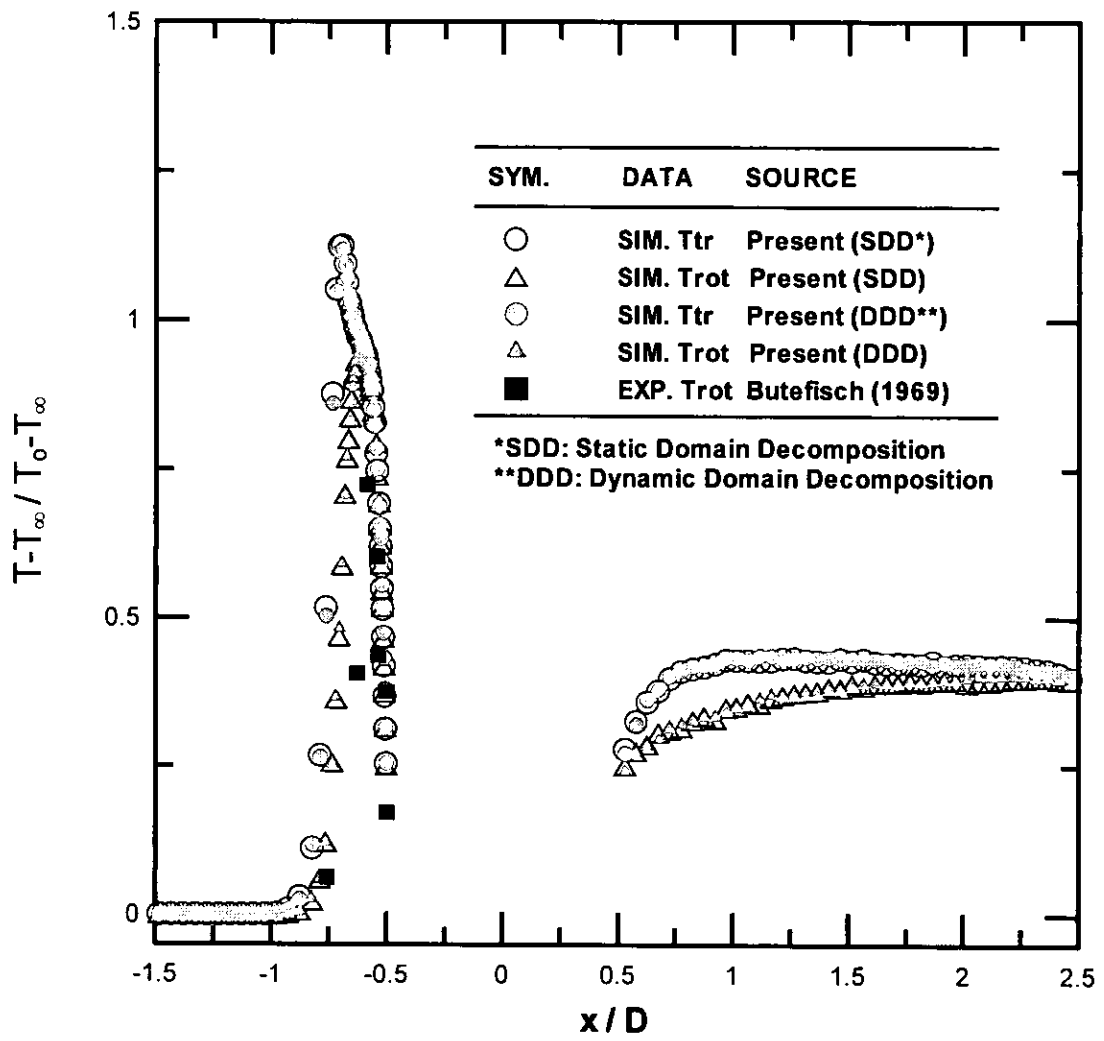 1.5
1
0.5
0
T-T∞ / To-T∞
SYM. DATA SOURCE
SIM. Ttr Present (SDD*)
SIM. Trot Present (SDD)
SIM. Ttr Present (DDD**)
SIM. Trot Present (DDD)
EXP. Trot Butefisch (1969)
*SDD: Static Domain Decomposition
**DDD: Dynamic Domain Decomposition
-1.5 -1 -0.5 0 0.5 1 1.5 2 2.5
x / D